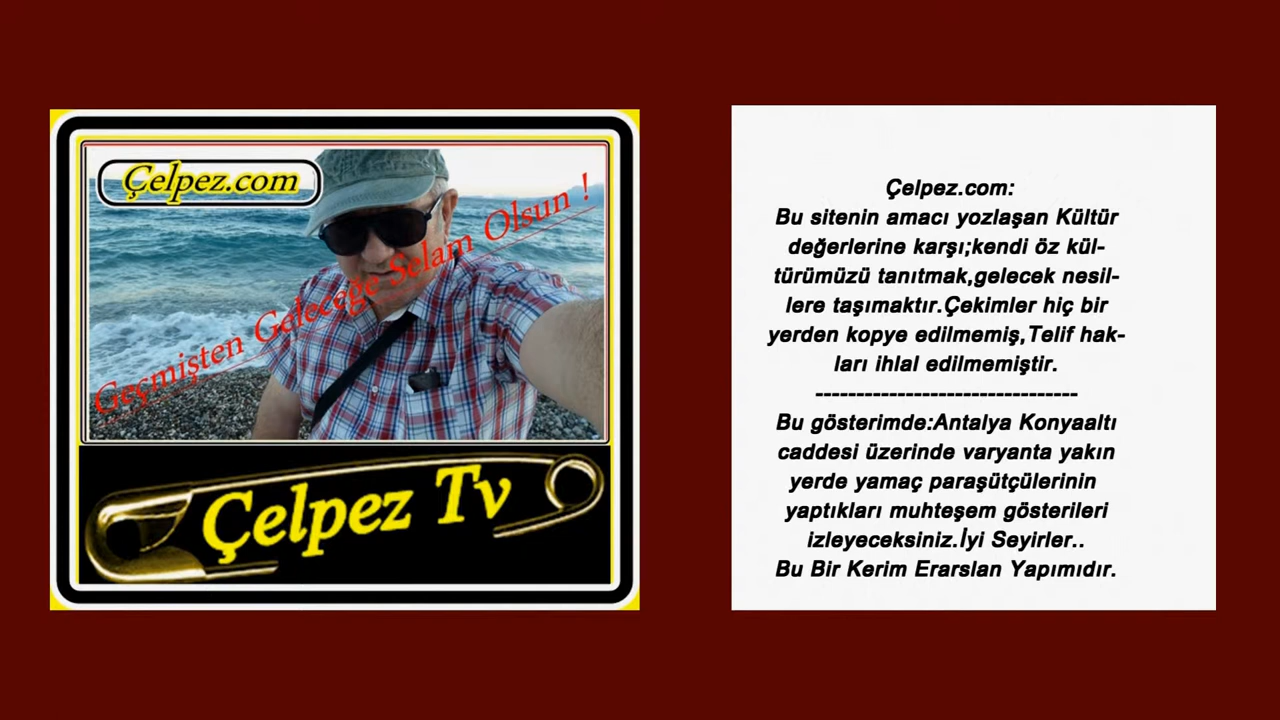 Çelpez.com
Geçmişten Geleceğe Selam Olsun !
Çelpez Tv
Çelpez.com:
Bu sitenin amacı yozlaşan Kültür
değerlerine karşı;kendi öz kül-
türümüzü tanıtmak,gelecek nesil-
lere taşımaktır.Çekimler hiç bir
yerden kopye edilmemiş,Telif hak-
ları ihlal edilmemiştir.
--------------------------------
Bu gösterimde:Antalya Konyaaltı
caddesi üzerinde varyanta yakın
yerde yamaç paraşütçülerinin
yaptıkları muhteşem gösterileri
izleyeceksiniz.İyi Seyirler..
Bu Bir Kerim Erarslan Yapımıdır.